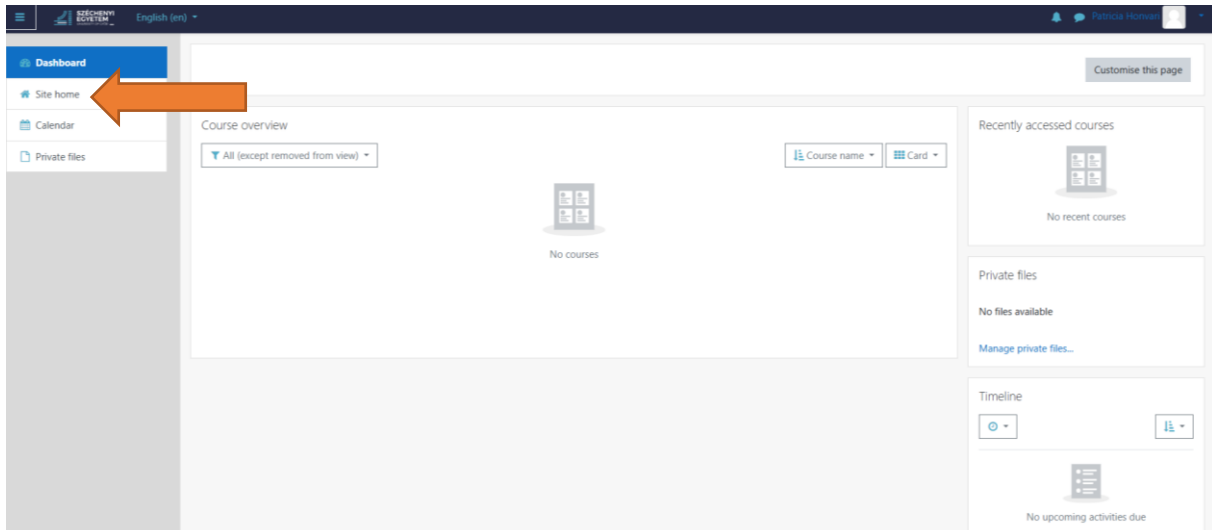 SZÉCHENYI
EGYETEM
English (en)
Patricia Honvari
Dashboard
Site home
Calendar
Private files
Customise this page
Course overview
All (except removed from view)
Course name
Card
No courses
Recently accessed courses
No recent courses
Private files
No files available
Manage private files...
Timeline
No upcoming activities due